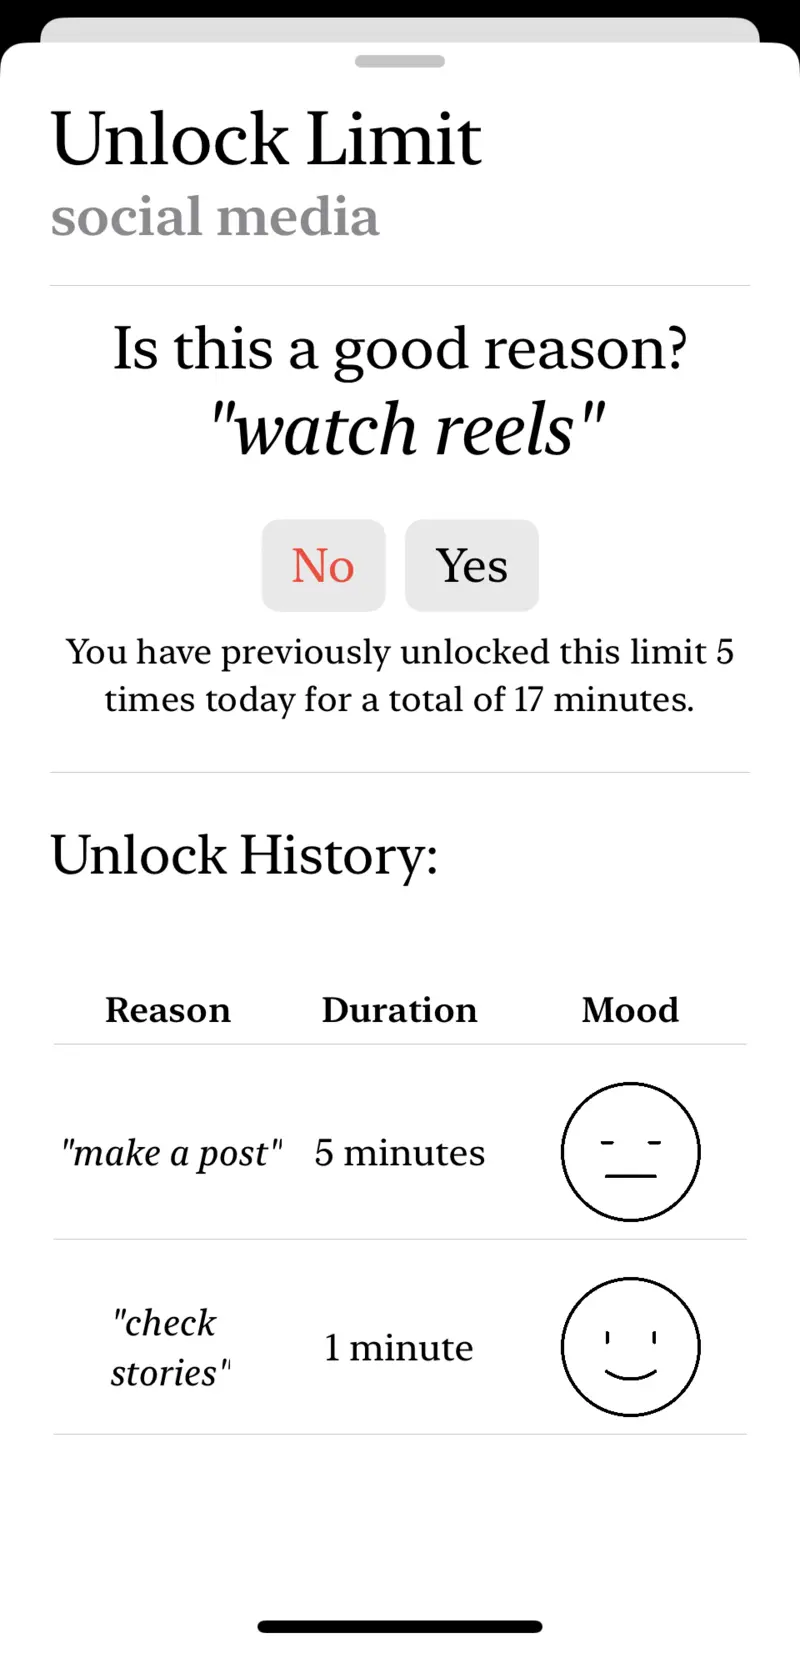 Unlock Limit
social media
Is this a good reason?
"watch reels"
No Yes
You have previously unlocked this limit 5
times today for a total of 17 minutes.
Unlock History:
Reason Duration Mood
"make a post" 5 minutes
"check
stories" 1 minute